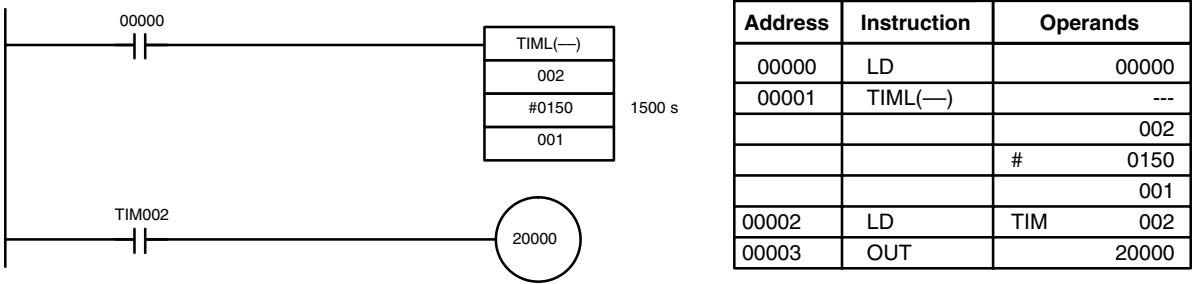 00000
TIML(––)
002
#0150
1500 s
001
TIM002
20000
Address Instruction Operands
00000 LD 00000
00001 TIML(––) ---
002
# 0150
001
00002 LD TIM 002
00003 OUT 20000